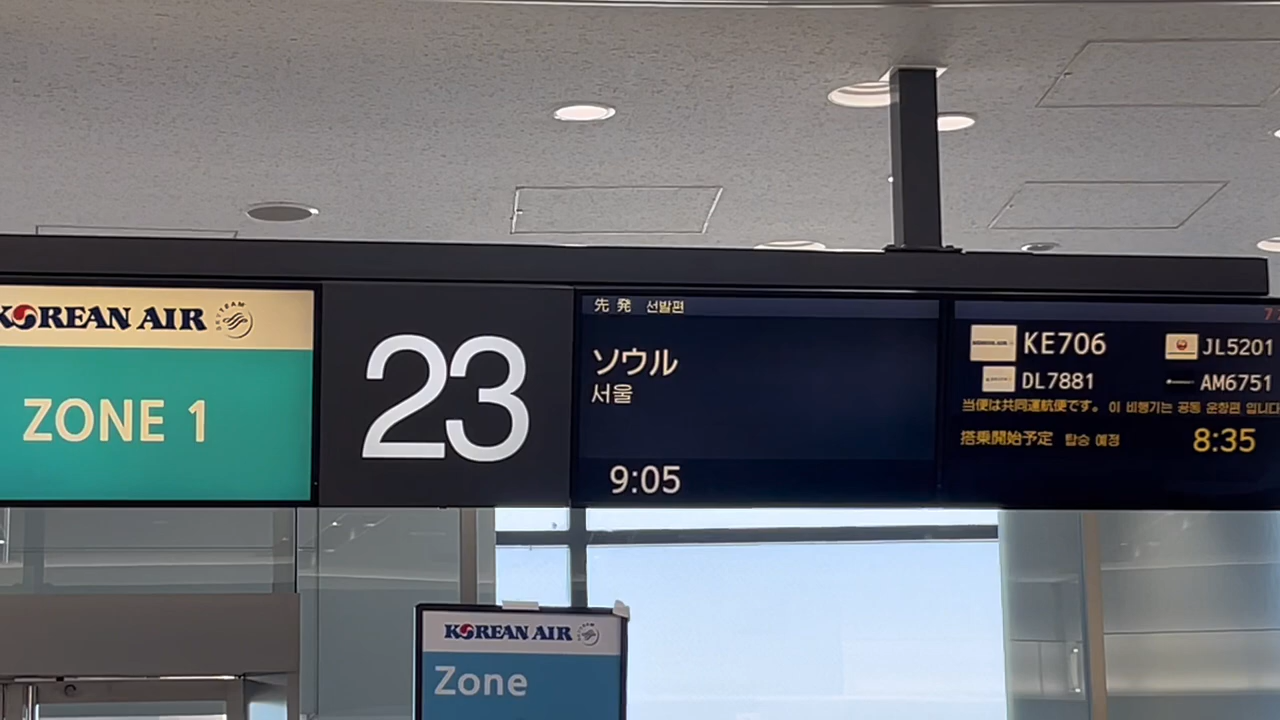 KOREAN AIR
SKYTEAM
ZONE 1
23
先発 선발편
ソウル
서울
9:05
KE706 JL5201
DL7881 AM6751
当便は共同運航便です。 이 비행기는 공동 운항편 입니다
搭乗開始予定 탑승 예정 8:35
KOREAN AIR
Zone